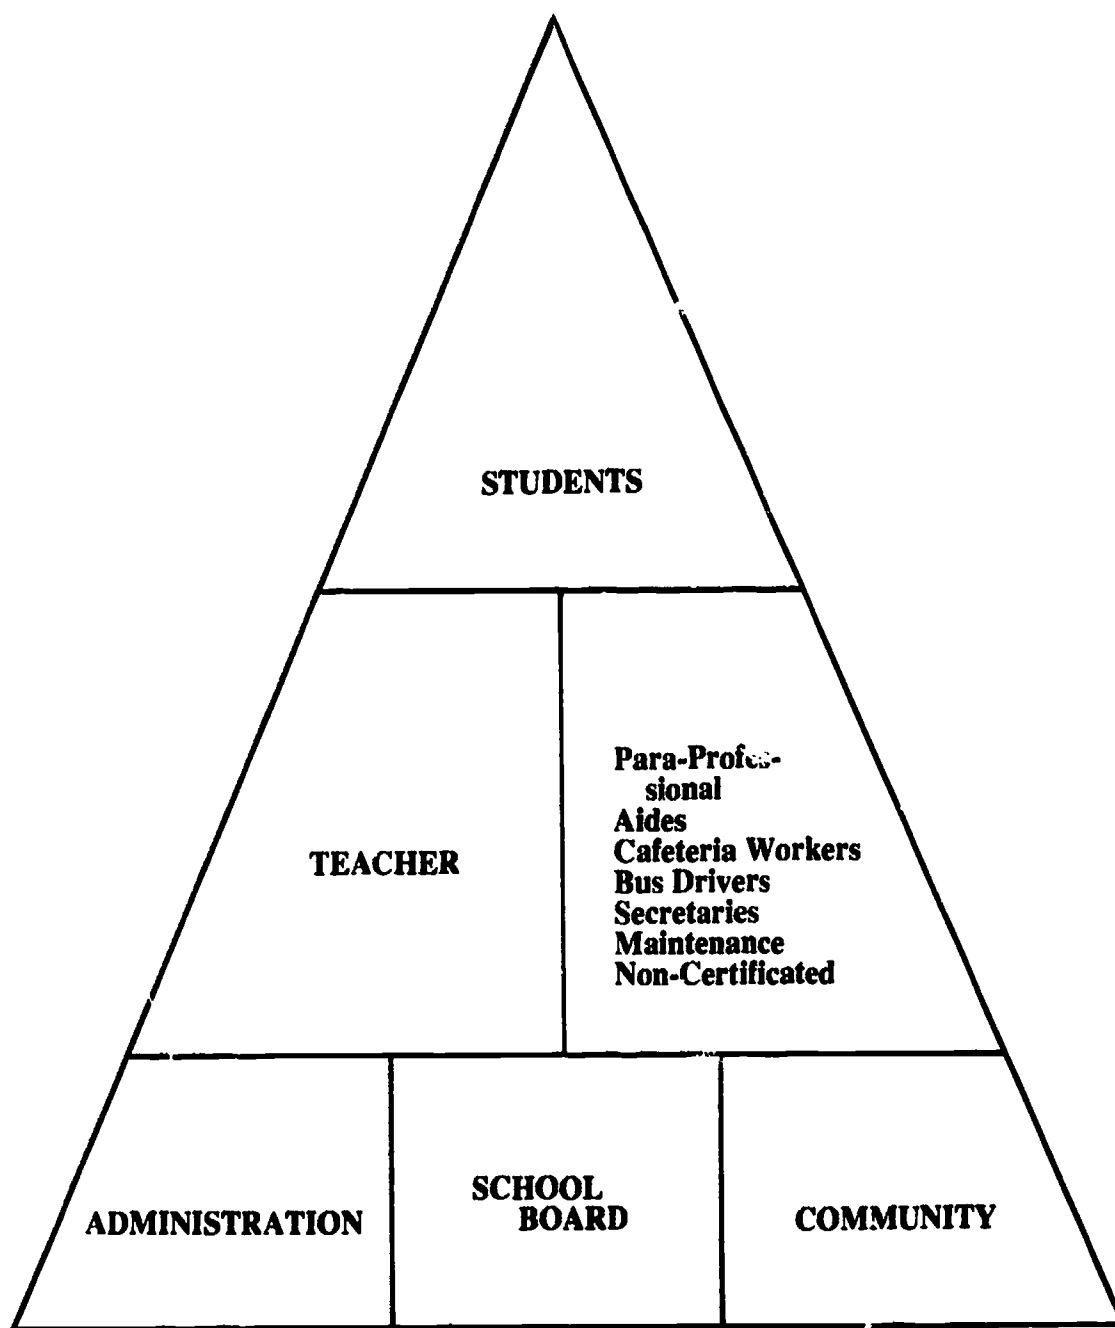 STUDENTS
TEACHER
Para-Profes-
sional
Aides
Cafeteria Workers
Bus Drivers
Secretaries
Maintenance
Non-Certificated
ADMINISTRATION
SCHOOL
BOARD
COMMUNITY